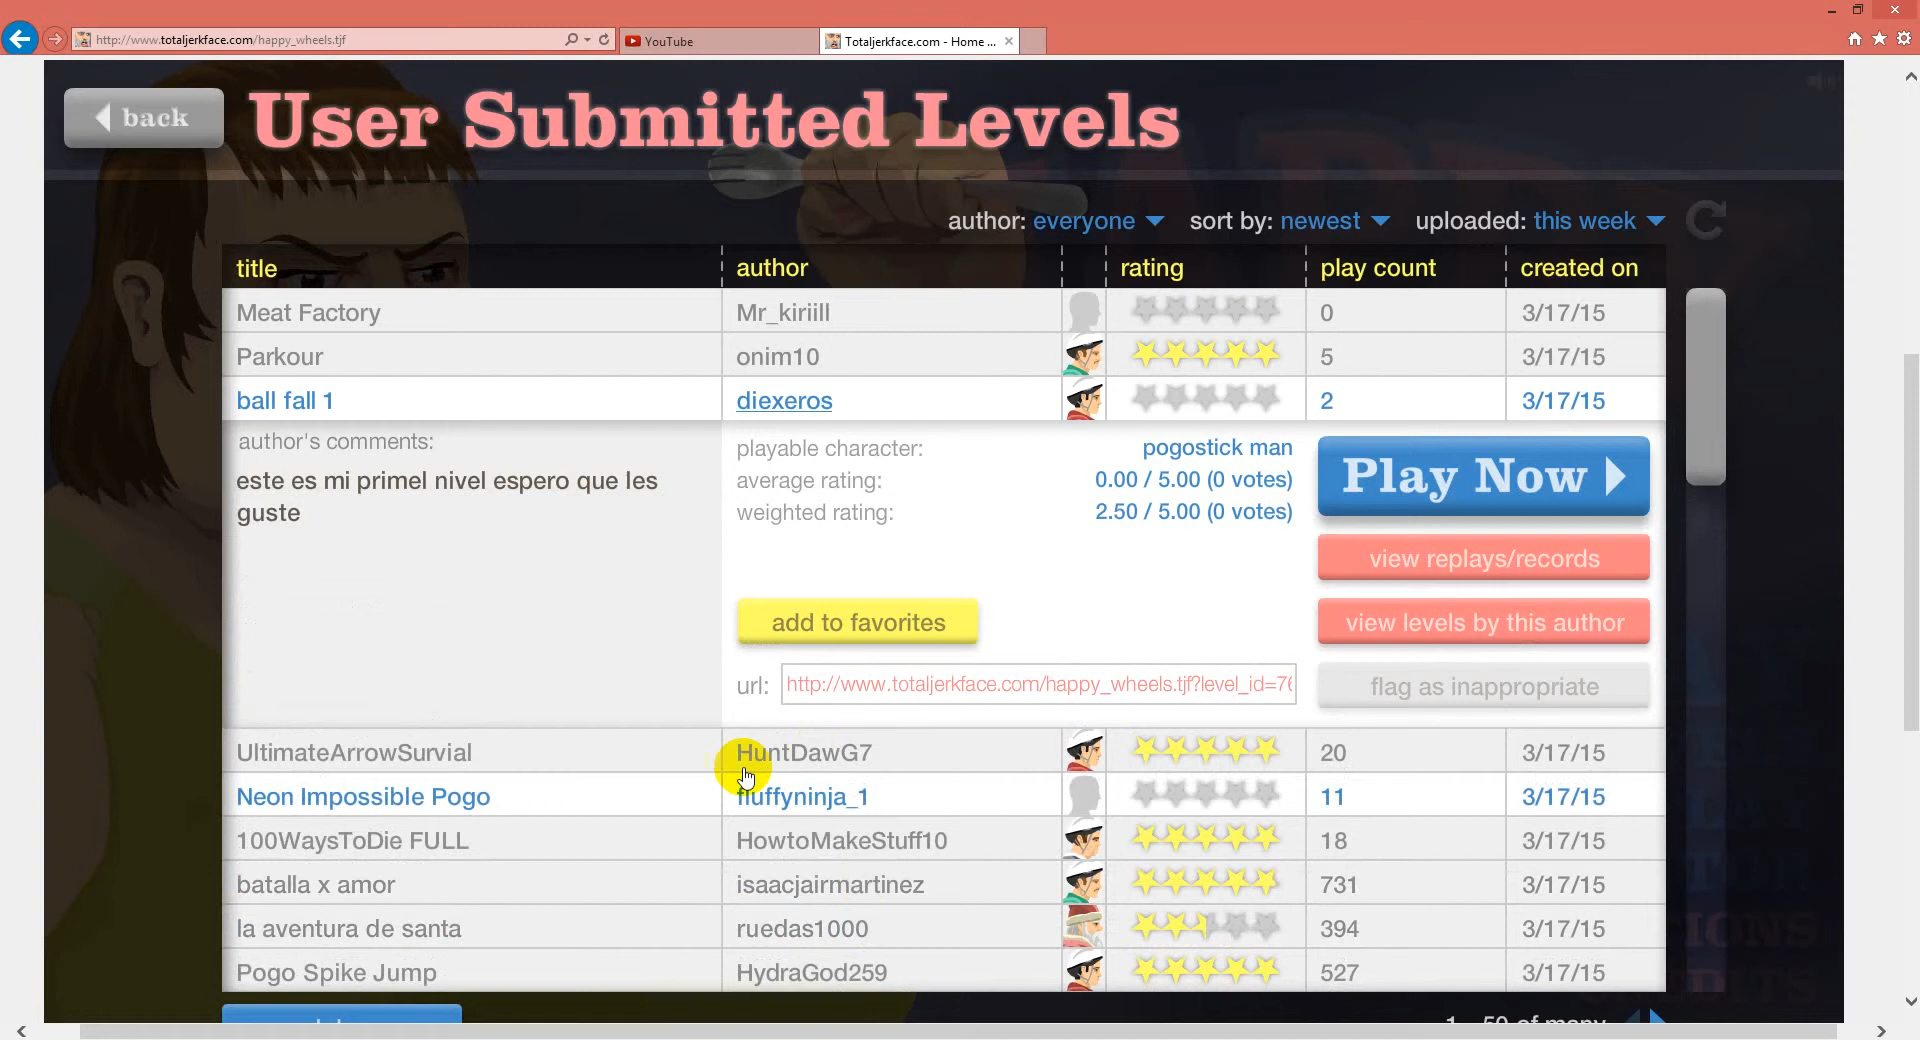 http://www.totaljerkface.com/happy_wheels.tjf
YouTube
Totaljerkface.com - Home ...
back
User Submitted Levels
author: everyone sort by: newest uploaded: this week
title author rating play count created on
Meat Factory Mr_kiriill 0 3/17/15
Parkour onim10 5 3/17/15
ball fall 1 diexeros 2 3/17/15
author's comments:
este es mi primel nivel espero que les
guste
playable character: pogostick man
average rating: 0.00 / 5.00 (0 votes)
weighted rating: 2.50 / 5.00 (0 votes)
Play Now
view replays/records
add to favorites
view levels by this author
url: http://www.totaljerkface.com/happy_wheels.tjf?level_id=76
flag as inappropriate
UltimateArrowSurvial HuntDawG7 20 3/17/15
Neon Impossible Pogo fluffyninja_1 11 3/17/15
100WaysToDie FULL HowtoMakeStuff10 18 3/17/15
batalla x amor isaacjairmartinez 731 3/17/15
la aventura de santa ruedas1000 394 3/17/15
Pogo Spike Jump HydraGod259 527 3/17/15
1 - 50 of many